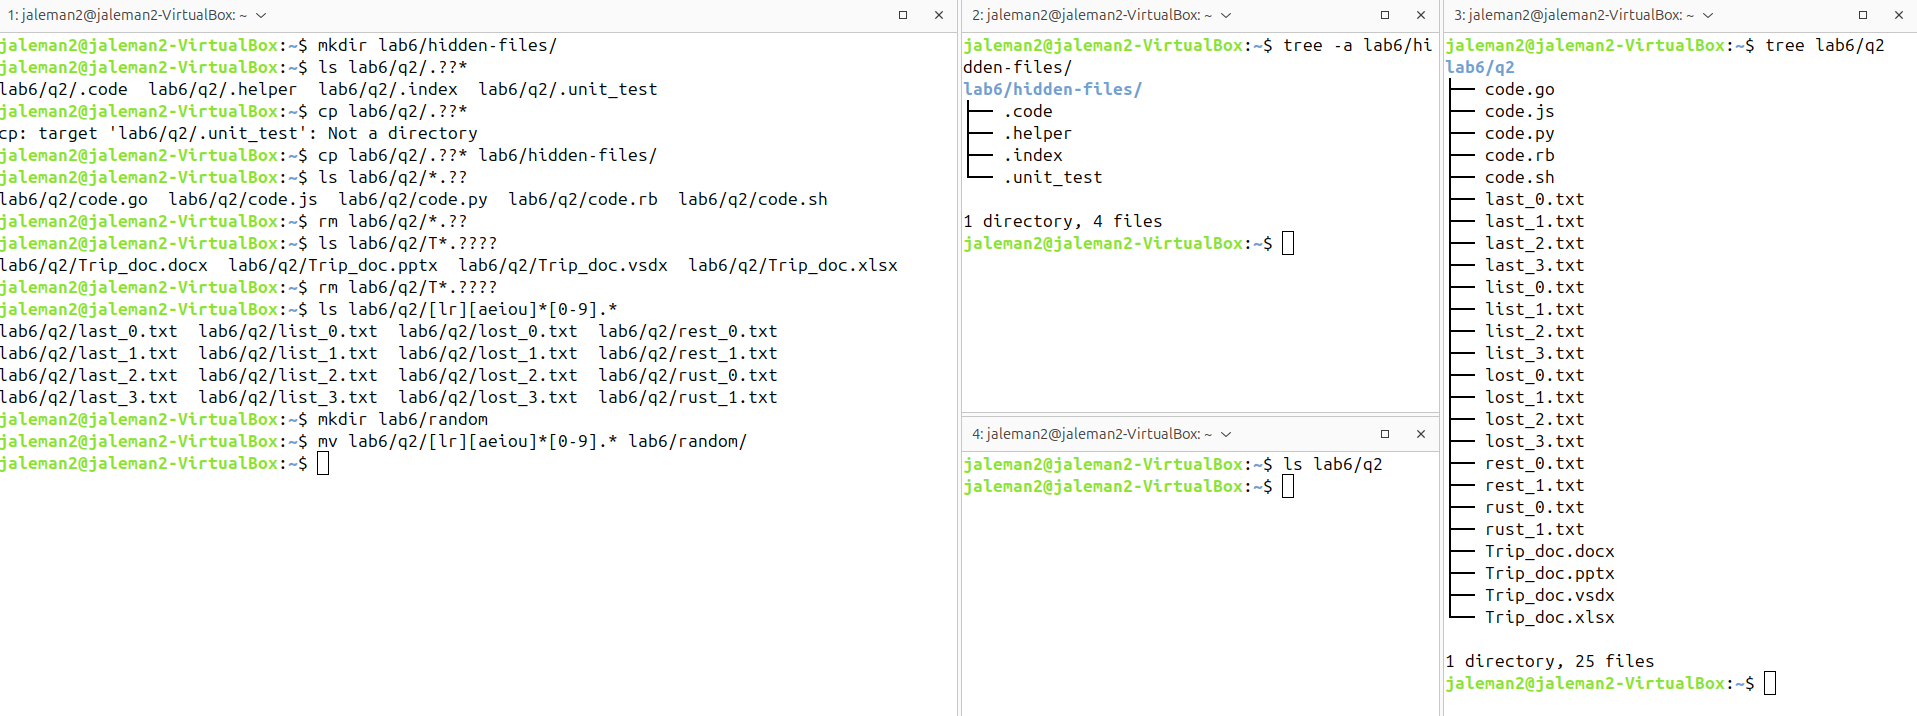 1: jaleman2@jaleman2-VirtualBox: ~
jaleman2@jaleman2-VirtualBox:~$ mkdir lab6/hidden-files/
jaleman2@jaleman2-VirtualBox:~$ ls lab6/q2/.??*
lab6/q2/.code  lab6/q2/.helper  lab6/q2/.index  lab6/q2/.unit_test
jaleman2@jaleman2-VirtualBox:~$ cp lab6/q2/.??*
cp: target 'lab6/q2/.unit_test': Not a directory
jaleman2@jaleman2-VirtualBox:~$ cp lab6/q2/.??* lab6/hidden-files/
jaleman2@jaleman2-VirtualBox:~$ ls lab6/q2/*.??
lab6/q2/code.go  lab6/q2/code.js  lab6/q2/code.py  lab6/q2/code.rb  lab6/q2/code.sh
jaleman2@jaleman2-VirtualBox:~$ rm lab6/q2/*.??
jaleman2@jaleman2-VirtualBox:~$ ls lab6/q2/T*.????
lab6/q2/Trip_doc.docx  lab6/q2/Trip_doc.pptx  lab6/q2/Trip_doc.vsdx  lab6/q2/Trip_doc.xlsx
jaleman2@jaleman2-VirtualBox:~$ rm lab6/q2/T*.????
jaleman2@jaleman2-VirtualBox:~$ ls lab6/q2/[lr][aeiou]*[0-9].*
lab6/q2/last_0.txt  lab6/q2/list_0.txt  lab6/q2/lost_0.txt  lab6/q2/rest_0.txt
lab6/q2/last_1.txt  lab6/q2/list_1.txt  lab6/q2/lost_1.txt  lab6/q2/rest_1.txt
lab6/q2/last_2.txt  lab6/q2/list_2.txt  lab6/q2/lost_2.txt  lab6/q2/rust_0.txt
lab6/q2/last_3.txt  lab6/q2/list_3.txt  lab6/q2/lost_3.txt  lab6/q2/rust_1.txt
jaleman2@jaleman2-VirtualBox:~$ mkdir lab6/random
jaleman2@jaleman2-VirtualBox:~$ mv lab6/q2/[lr][aeiou]*[0-9].* lab6/random/
jaleman2@jaleman2-VirtualBox:~$
2: jaleman2@jaleman2-VirtualBox: ~
jaleman2@jaleman2-VirtualBox:~$ tree -a lab6/hi
dden-files/
lab6/hidden-files/
├── .code
├── .helper
├── .index
└── .unit_test
1 directory, 4 files
jaleman2@jaleman2-VirtualBox:~$
4: jaleman2@jaleman2-VirtualBox: ~
jaleman2@jaleman2-VirtualBox:~$ ls lab6/q2
jaleman2@jaleman2-VirtualBox:~$
3: jaleman2@jaleman2-VirtualBox: ~
jaleman2@jaleman2-VirtualBox:~$ tree lab6/q2
lab6/q2
├── code.go
├── code.js
├── code.py
├── code.rb
├── code.sh
├── last_0.txt
├── last_1.txt
├── last_2.txt
├── last_3.txt
├── list_0.txt
├── list_1.txt
├── list_2.txt
├── list_3.txt
├── lost_0.txt
├── lost_1.txt
├── lost_2.txt
├── lost_3.txt
├── rest_0.txt
├── rest_1.txt
├── rust_0.txt
├── rust_1.txt
├── Trip_doc.docx
├── Trip_doc.pptx
├── Trip_doc.vsdx
└── Trip_doc.xlsx
1 directory, 25 files
jaleman2@jaleman2-VirtualBox:~$